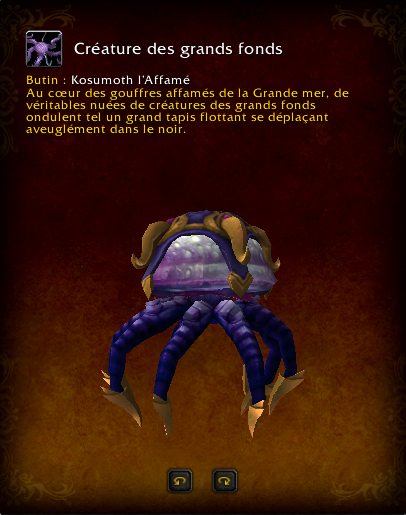 Créature des grands fonds
Butin : Kosumoth l'Affamé
Au cœur des gouffres affamés de la Grande mer, de
véritables nuées de créatures des grands fonds
ondulent tel un grand tapis flottant se déplaçant
aveuglément dans le noir.